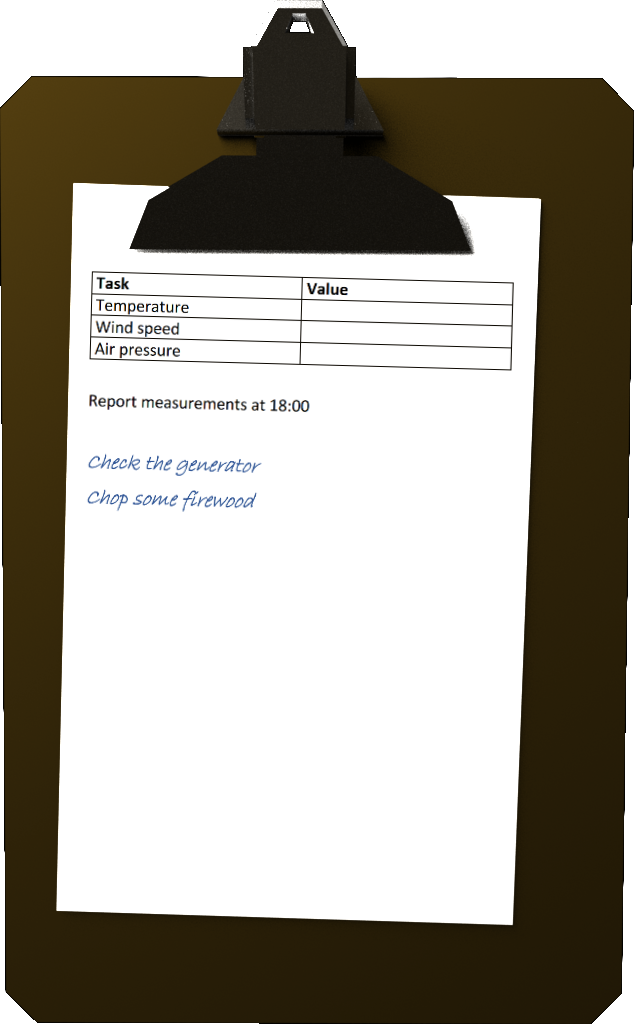 Task Value
Temperature
Wind speed
Air pressure
Report measurements at 18:00
Check the generator
Chop some firewood